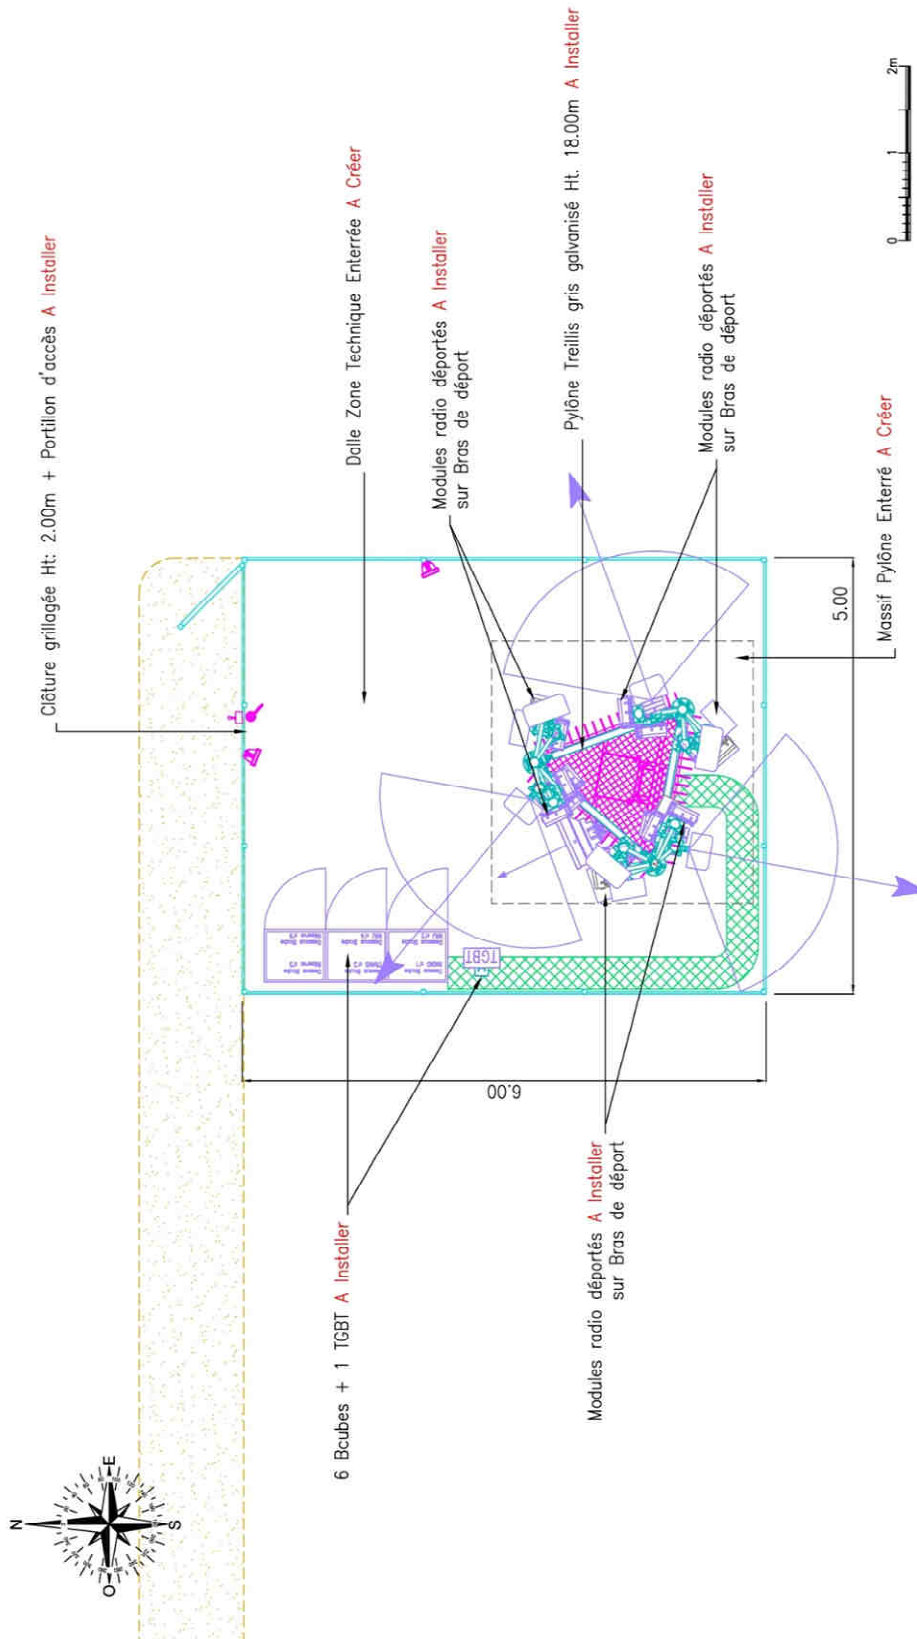 Clôture grillagée Ht: 2.00m + Portillon d'accès A Installer
Dalle Zone Technique Enterrée A Créer
Modules radio déportés A Installer
sur Bras de déport
Pylône Treillis gris galvanisé Ht. 18.00m A Installer
Modules radio déportés A Installer
sur Bras de déport
Massif Pylône Enterré A Créer
5.00
6.00
TGBT
6 Bcubes + 1 TGBT A Installer
Modules radio déportés A Installer
sur Bras de déport
0 1 2m
N
E
S
O